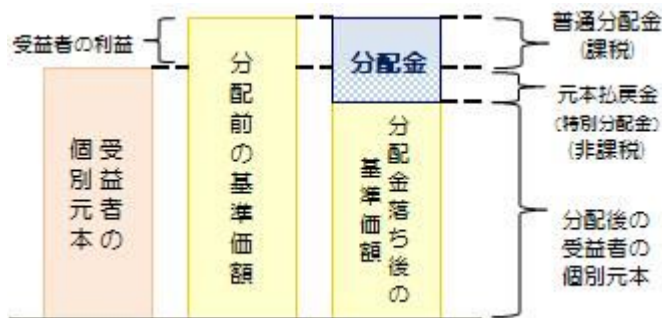 受益者の利益
受益者の
個別元本
分配前の基準価額
分配金
分配金落ち後の
基準価額
普通分配金
(課税)
元本払戻金
(特別分配金)
(非課税)
分配後の
受益者の
個別元本